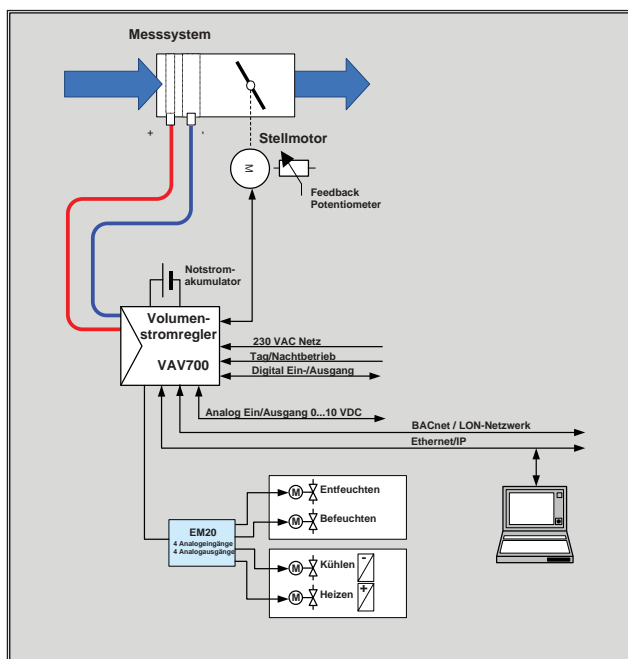 Messsystem
+ -
Stellmotor
M
Feedback
Potentiometer
Notstrom-
akumulator
Volumen-
stromregler
VAV700
230 VAC Netz
Tag/Nachtbetrieb
Digital Ein-/Ausgang
Analog Ein/Ausgang 0...10 VDC
BACnet / LON-Netzwerk
Ethernet/IP
EM20
4 Analogeingänge
4 Analogausgänge
M Entfeuchten
M Befeuchten
M Kühlen -
M Heizen +